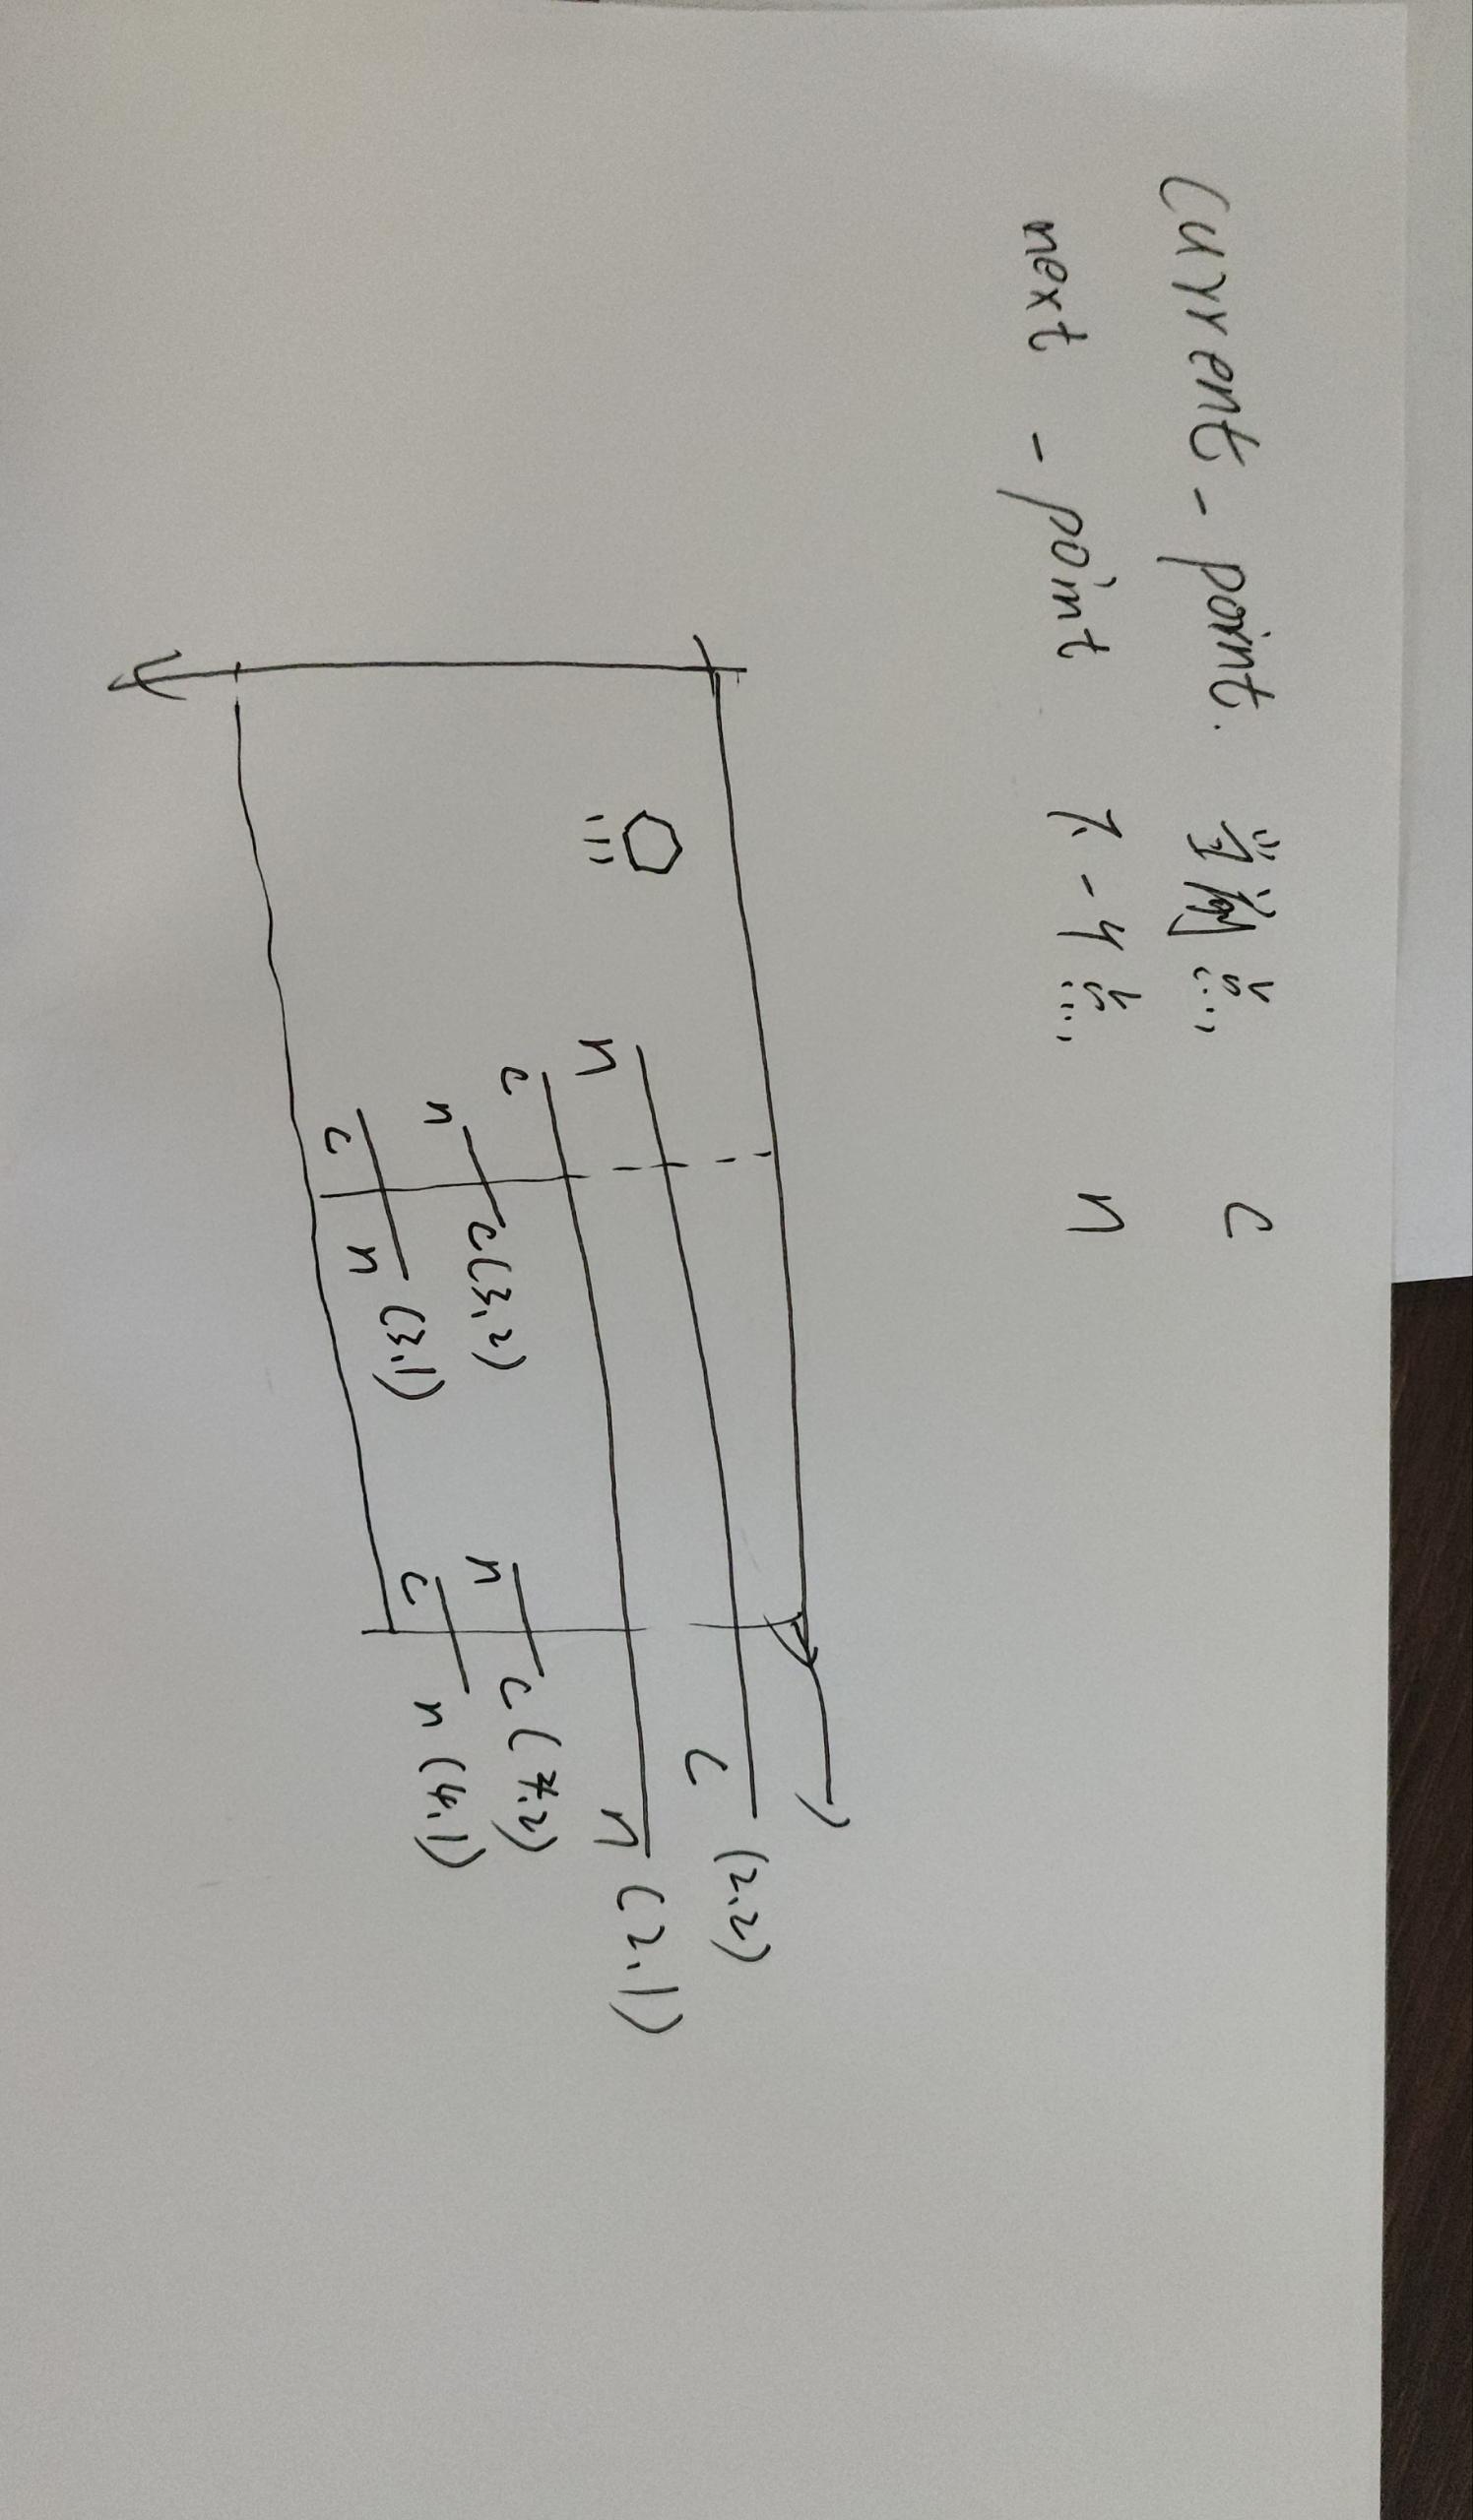 current_point. 当前点 c
next_point 下一个点 n
c (2,2)
n
n (2,1)
c
c (4,2)
n
c(3,2)
n
n (4,1)
c
n (3,1)
c